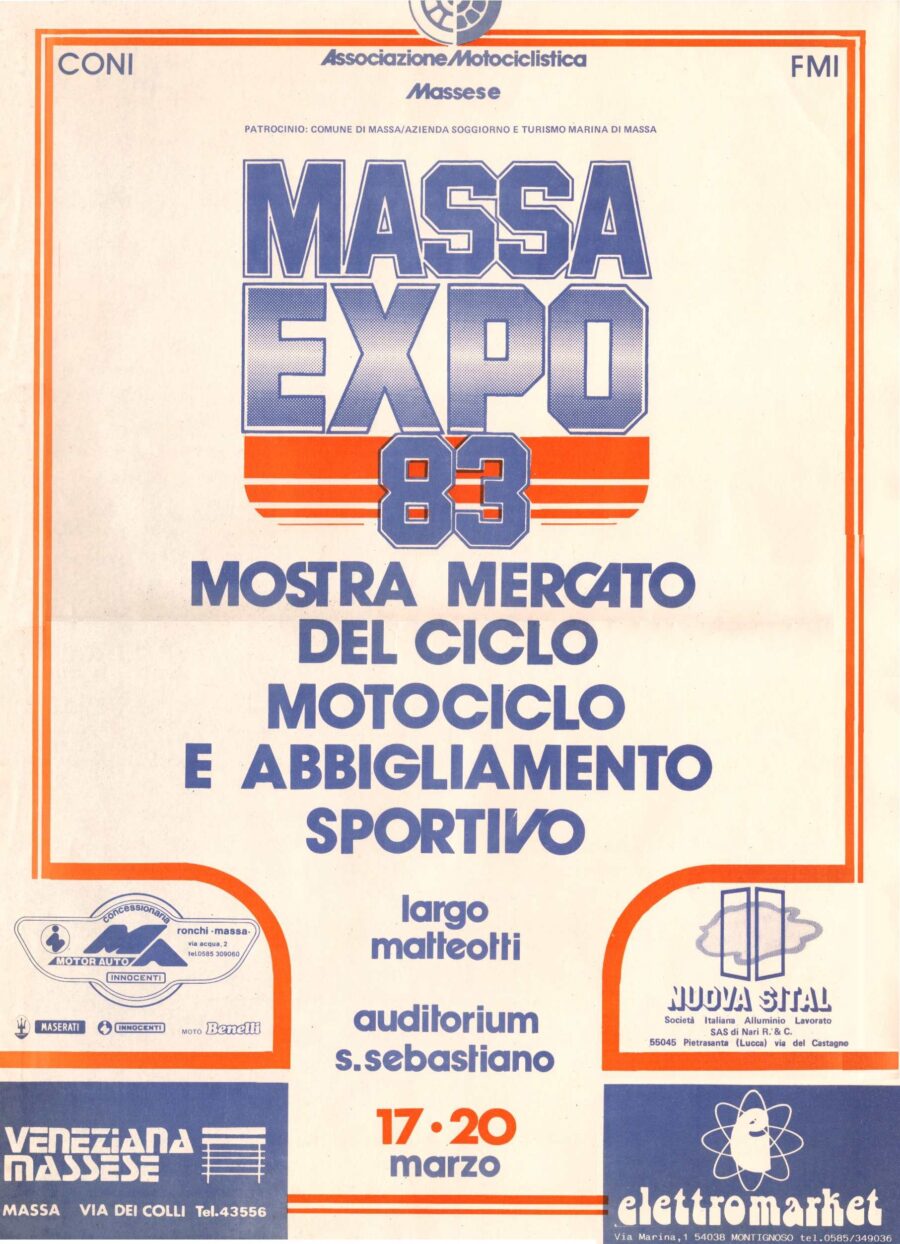 CONI
FMI
Associazione Motociclistica
Massese
PATROCINIO: COMUNE DI MASSA/AZIENDA SOGGIORNO E TURISMO MARINA DI MASSA
MASSA
EXPO
83
MOSTRA MERCATO
DEL CICLO
MOTOCICLO
E ABBIGLIAMENTO
SPORTIVO
largo
matteotti
auditorium
s.sebastiano
17 • 20
marzo
concessionaria
MOTOR AUTO
INNOCENTI
ronchi -massa-
via acqua, 2
tel.0585 309060
MASERATI
INNOCENTI
MOTO Benelli
NUOVA SITAL
Società Italiana Alluminio Lavorato
SAS di Nari R. & C.
55045 Pietrasanta (Lucca) via del Castagno
VENEZIANA
MASSESE
MASSA VIA DEI COLLI Tel.43556
e
elettromarket
Via Marina,1 54038 MONTIGNOSO tel.0585/349036